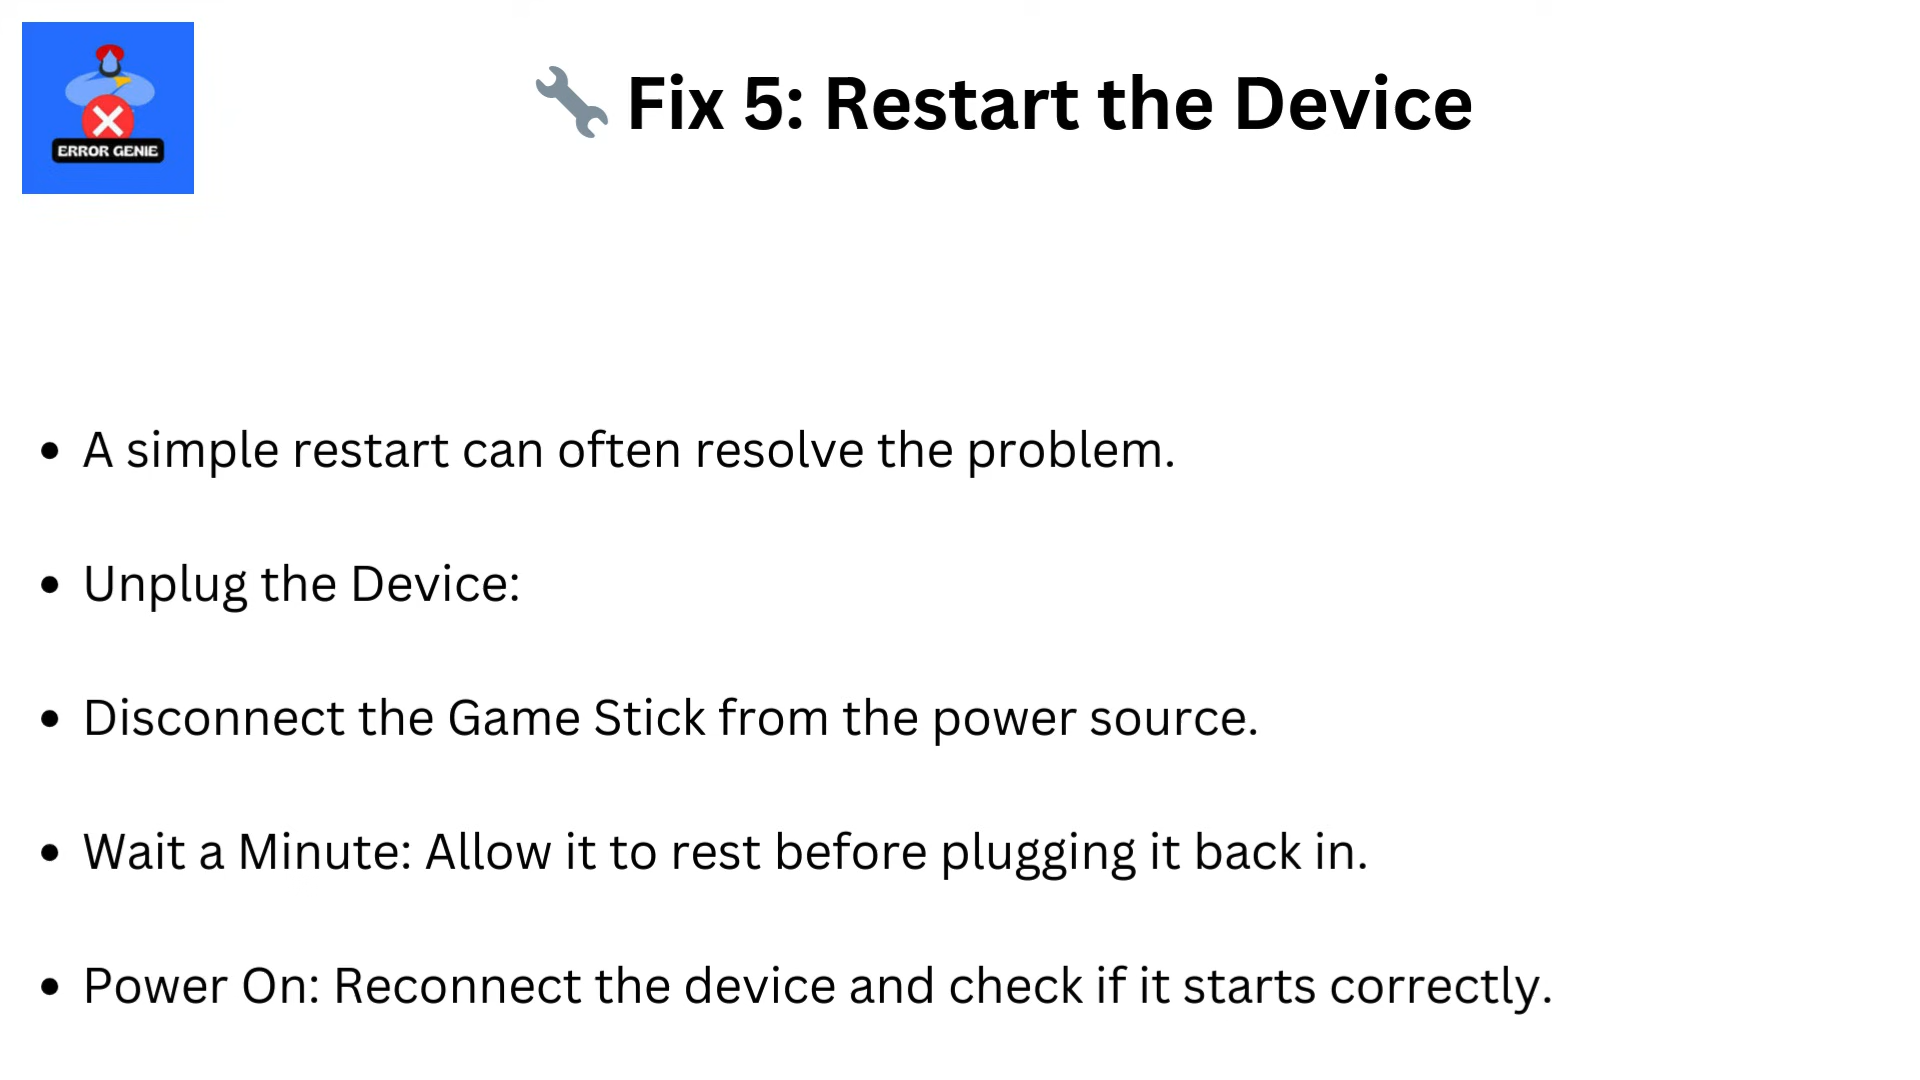 ERROR GENIE
🔧 Fix 5: Restart the Device
• A simple restart can often resolve the problem.
• Unplug the Device:
• Disconnect the Game Stick from the power source.
• Wait a Minute: Allow it to rest before plugging it back in.
• Power On: Reconnect the device and check if it starts correctly.